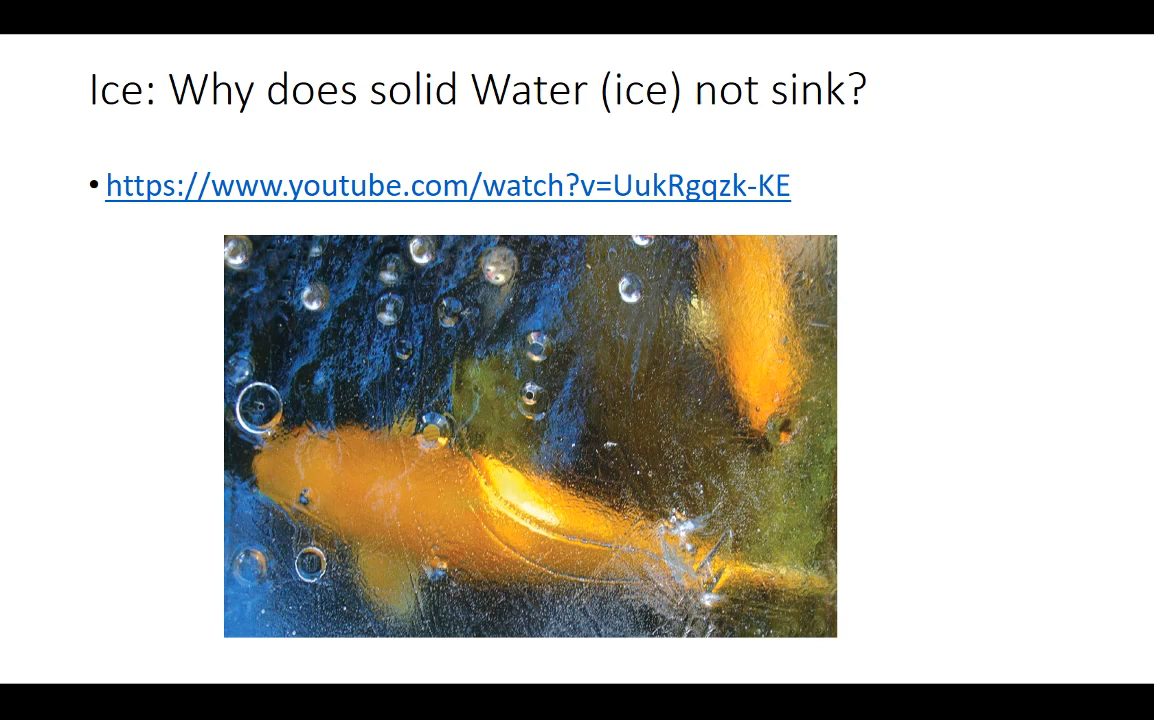 Ice: Why does solid Water (ice) not sink?
• https://www.youtube.com/watch?v=UukRgqzk-KE